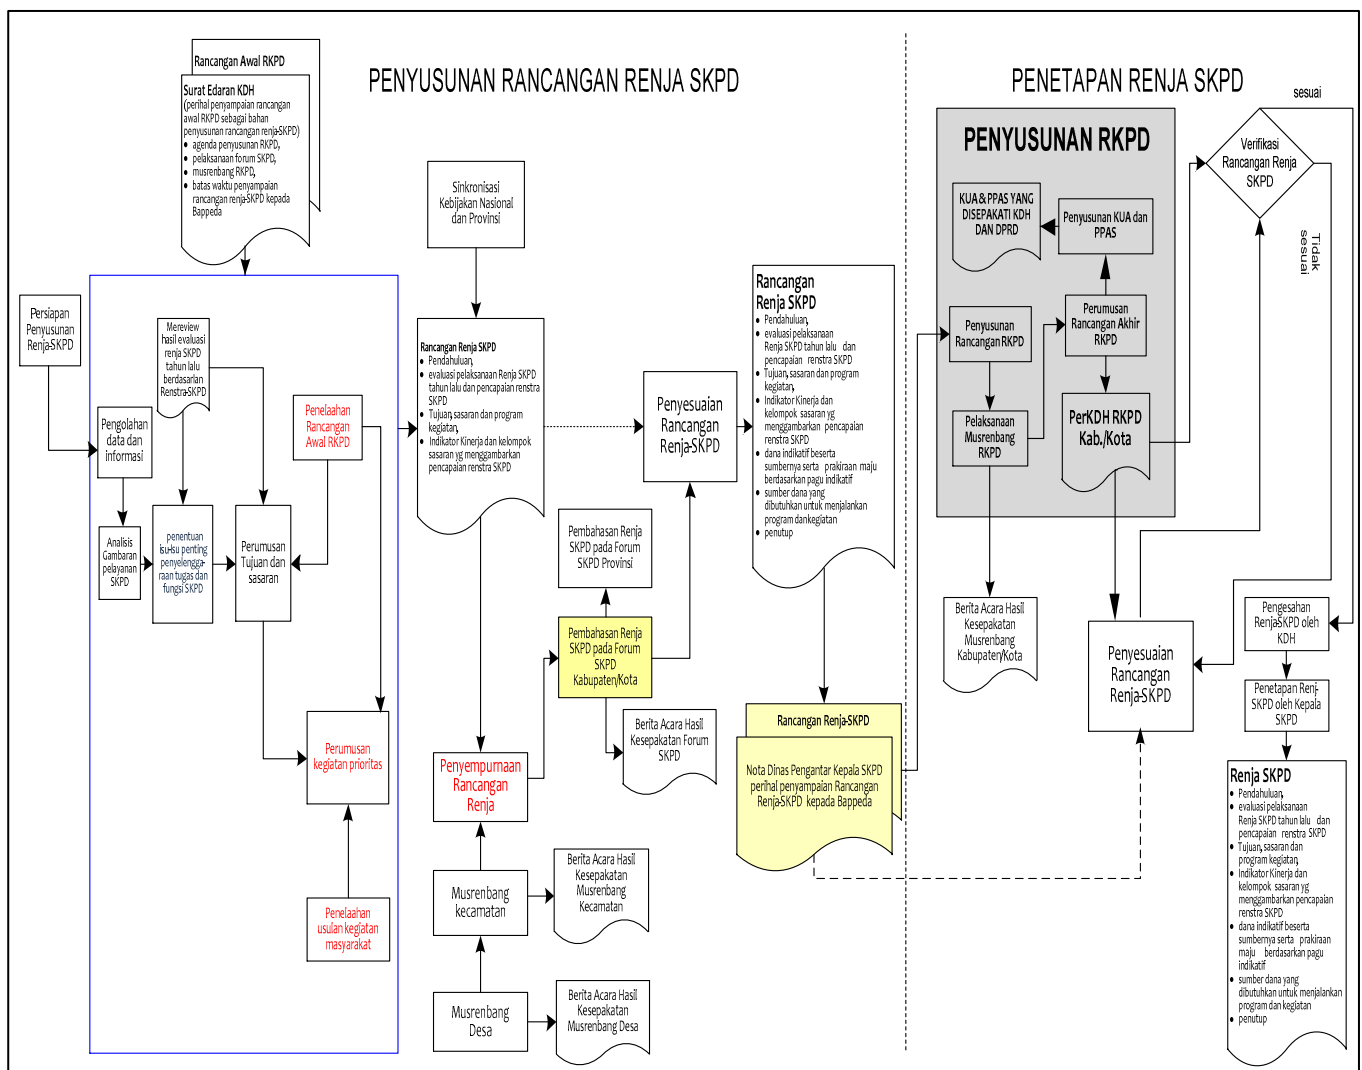 PENYUSUNAN RANCANGAN RENJA SKPD
PENETAPAN RENJA SKPD
Rancangan Awal RKPD
Surat Edaran KDH
(perihal penyampaian rancangan
awal RKPD sebagai bahan
penyusunan rancangan renja-SKPD)
• agenda penyusunan RKPD,
• pelaksanaan forum SKPD,
• musrenbang RKPD,
• batas waktu penyampaian
rancangan renja-SKPD kepada
Bappeda
Persiapan
Penyusunan
Renja-SKPD
Mereview
hasil evaluasi
renja SKPD
tahun lalu
berdasarlan
Renstra-SKPD
Pengolahan
data dan
informasi
Analisis
Gambaran
pelayanan
SKPD
penentuan
isu-isu penting
penyelengga-
raan tugas dan
fungsi SKPD
Perumusan
Tujuan dan
sasaran
Penelaahan
Rancangan
Awal RKPD
Perumusan
kegiatan prioritas
Penelaahan
usulan kegiatan
masyarakat
Sinkronisasi
Kebijakan Nasional
dan Provinsi
Rancangan Renja SKPD
• Pendahuluan,
• evaluasi pelaksanaan Renja SKPD
tahun lalu dan pencapaian renstra
SKPD
• Tujuan, sasaran dan program
kegiatan,
• Indikator Kinerja dan kelompok
sasaran yg menggambarkan
pencapaian renstra SKPD
Penyempurnaan
Rancangan
Renja
Musrenbang
kecamatan
Musrenbang
Desa
Berita Acara Hasil
Kesepakatan
Musrenbang
Kecamatan
Berita Acara Hasil
Kesepakatan
Musrenbang Desa
Pembahasan Renja
SKPD pada Forum
SKPD Provinsi
Pembahasan Renja
SKPD pada Forum
SKPD
Kabupaten/Kota
Berita Acara Hasil
Kesepakatan Forum
SKPD
Penyesuaian
Rancangan
Renja-SKPD
Rancangan
Renja SKPD
• Pendahuluan,
• evaluasi pelaksanaan
Renja SKPD tahun lalu dan
pencapaian renstra SKPD
• Tujuan, sasaran dan program
kegiatan,
• Indikator Kinerja dan
kelompok sasaran yg
menggambarkan pencapaian
renstra SKPD
• dana indikatif beserta
sumbernya serta prakiraan maju
berdasarkan pagu indikatif
• sumber dana yang
dibutuhkan untuk menjalankan
program dan kegiatan
• penutup
Rancangan Renja-SKPD
Nota Dinas Pengantar Kepala SKPD
perihal penyampaian Rancangan
Renja-SKPD kepada Bappeda
PENYUSUNAN RKPD
KUA & PPAS YANG
DISEPAKATI KDH
DAN DPRD
Penyusunan KUA dan
PPAS
Penyusunan
Rancangan RKPD
Perumusan
Rancangan Akhir
RKPD
Pelaksanaan
Musrenbang
RKPD
PerKDH RKPD
Kab./Kota
Berita Acara Hasil
Kesepakatan
Musrenbang
Kabupaten/Kota
Penyesuaian
Rancangan
Renja-SKPD
Verifikasi
Rancangan Renja
SKPD
sesuai
Tidak
sesuai
Pengesahan
Renja-SKPD oleh
KDH
Penetapan Renj-
SKPD oleh Kepala
SKPD
Renja SKPD
• Pendahuluan,
• evaluasi pelaksanaan
Renja SKPD tahun lalu dan
pencapaian renstra SKPD
• Tujuan, sasaran dan
program kegiatan,
• Indikator Kinerja dan
kelompok sasaran yg
menggambarkan pencapaian
renstra SKPD
• dana indikatif beserta
sumbernya serta prakiraan
maju berdasarkan pagu
indikatif
• sumber dana yang
dibutuhkan untuk menjalankan
program dan kegiatan
• penutup